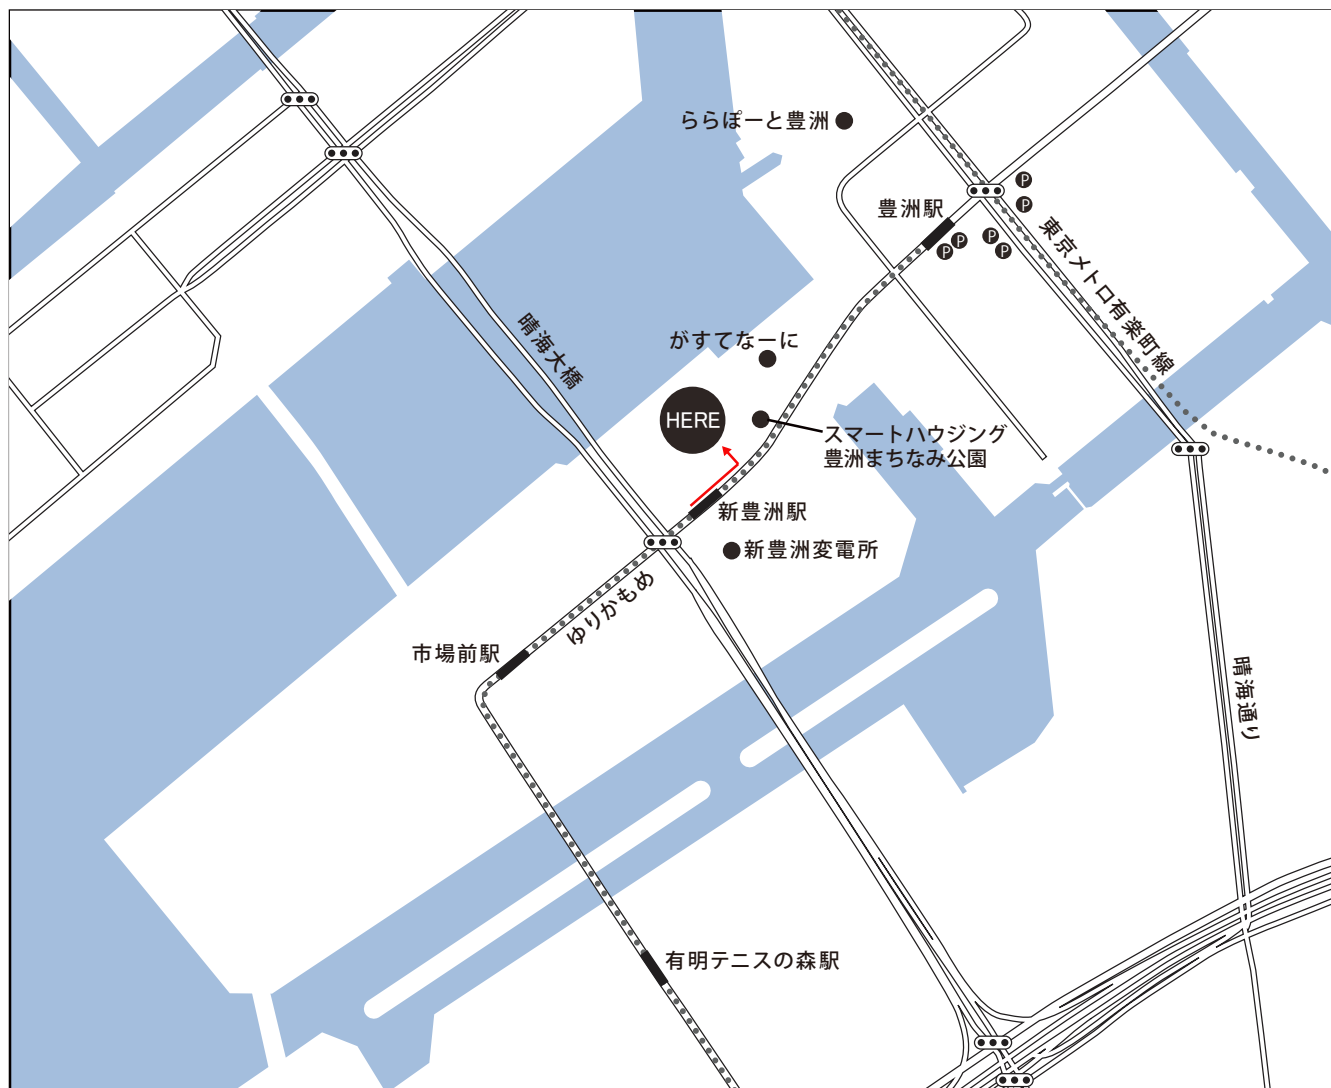 ららぽーと豊洲
P
P
豊洲駅
P
P
P
P
東京メトロ有楽町線
晴海大橋
がすてなーに
HERE
スマートハウジング
豊洲まちなみ公園
新豊洲駅
新豊洲変電所
ゆりかもめ
市場前駅
晴海通り
有明テニスの森駅